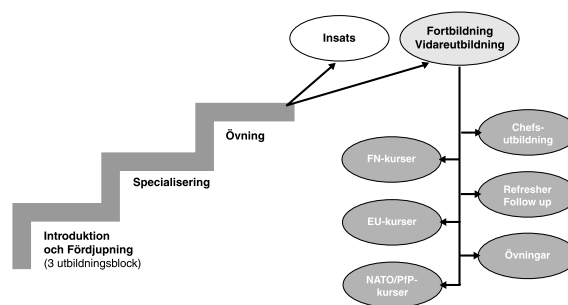 Insats
Fortbildning
Vidareutbildning
Övning
Specialisering
Introduktion
och Fördjupning
(3 utbildningsblock)
Chefs-
utbildning
FN-kurser
Refresher
Follow up
EU-kurser
Övningar
NATO/PfP-
kurser